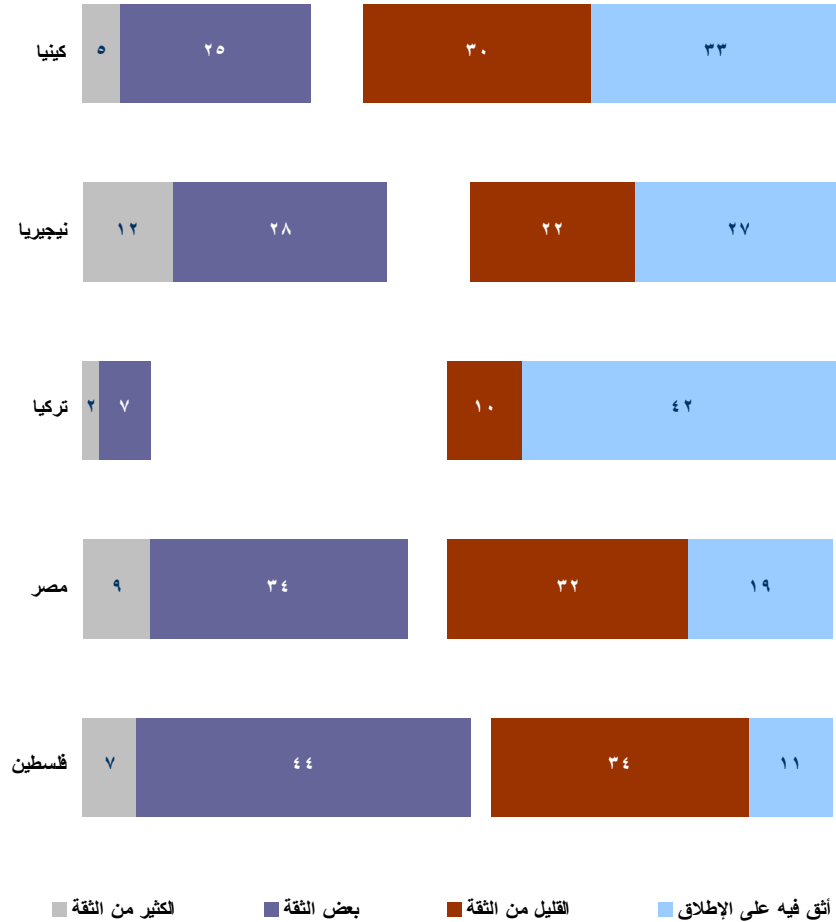 كينيا ٥ ٢٥ ٣٠ ٣٣
نيجيريا ١٢ ٢٨ ٢٢ ٢٧
تركيا ٢ ٧ ١٠ ٤٢
مصر ٩ ٣٤ ٣٢ ١٩
فلسطين ٧ ٤٤ ٣٤ ١١
أثق فيه على الإطلاق القليل من الثقة بعض الثقة الكثير من الثقة